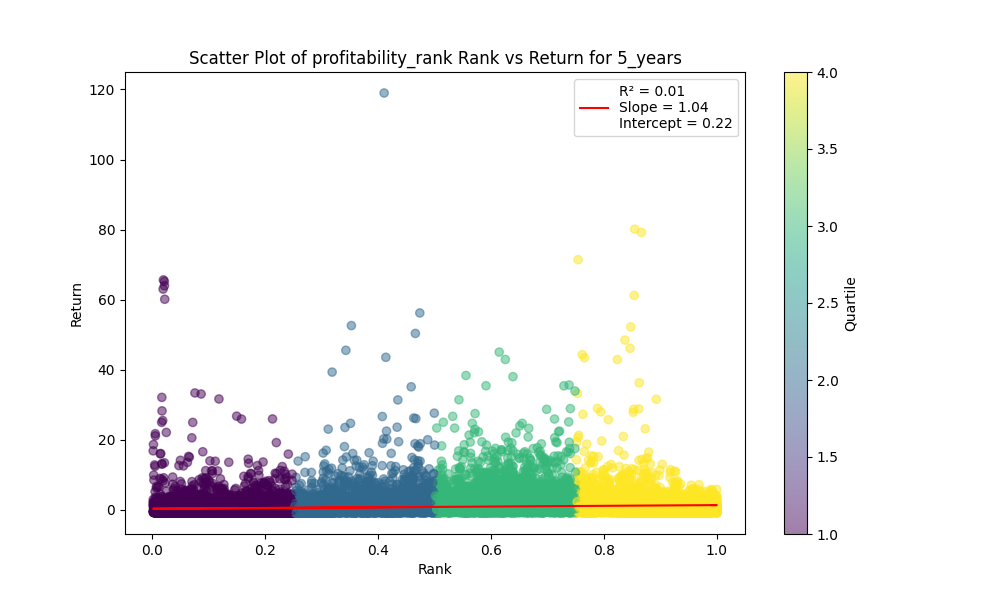 Scatter Plot of profitability_rank Rank vs Return for 5_years
R² = 0.01
Slope = 1.04
Intercept = 0.22
120
100
80
60
40
20
0
Return
0.0 0.2 0.4 0.6 0.8 1.0
Rank
4.0
3.5
3.0
2.5
2.0
1.5
1.0
Quartile